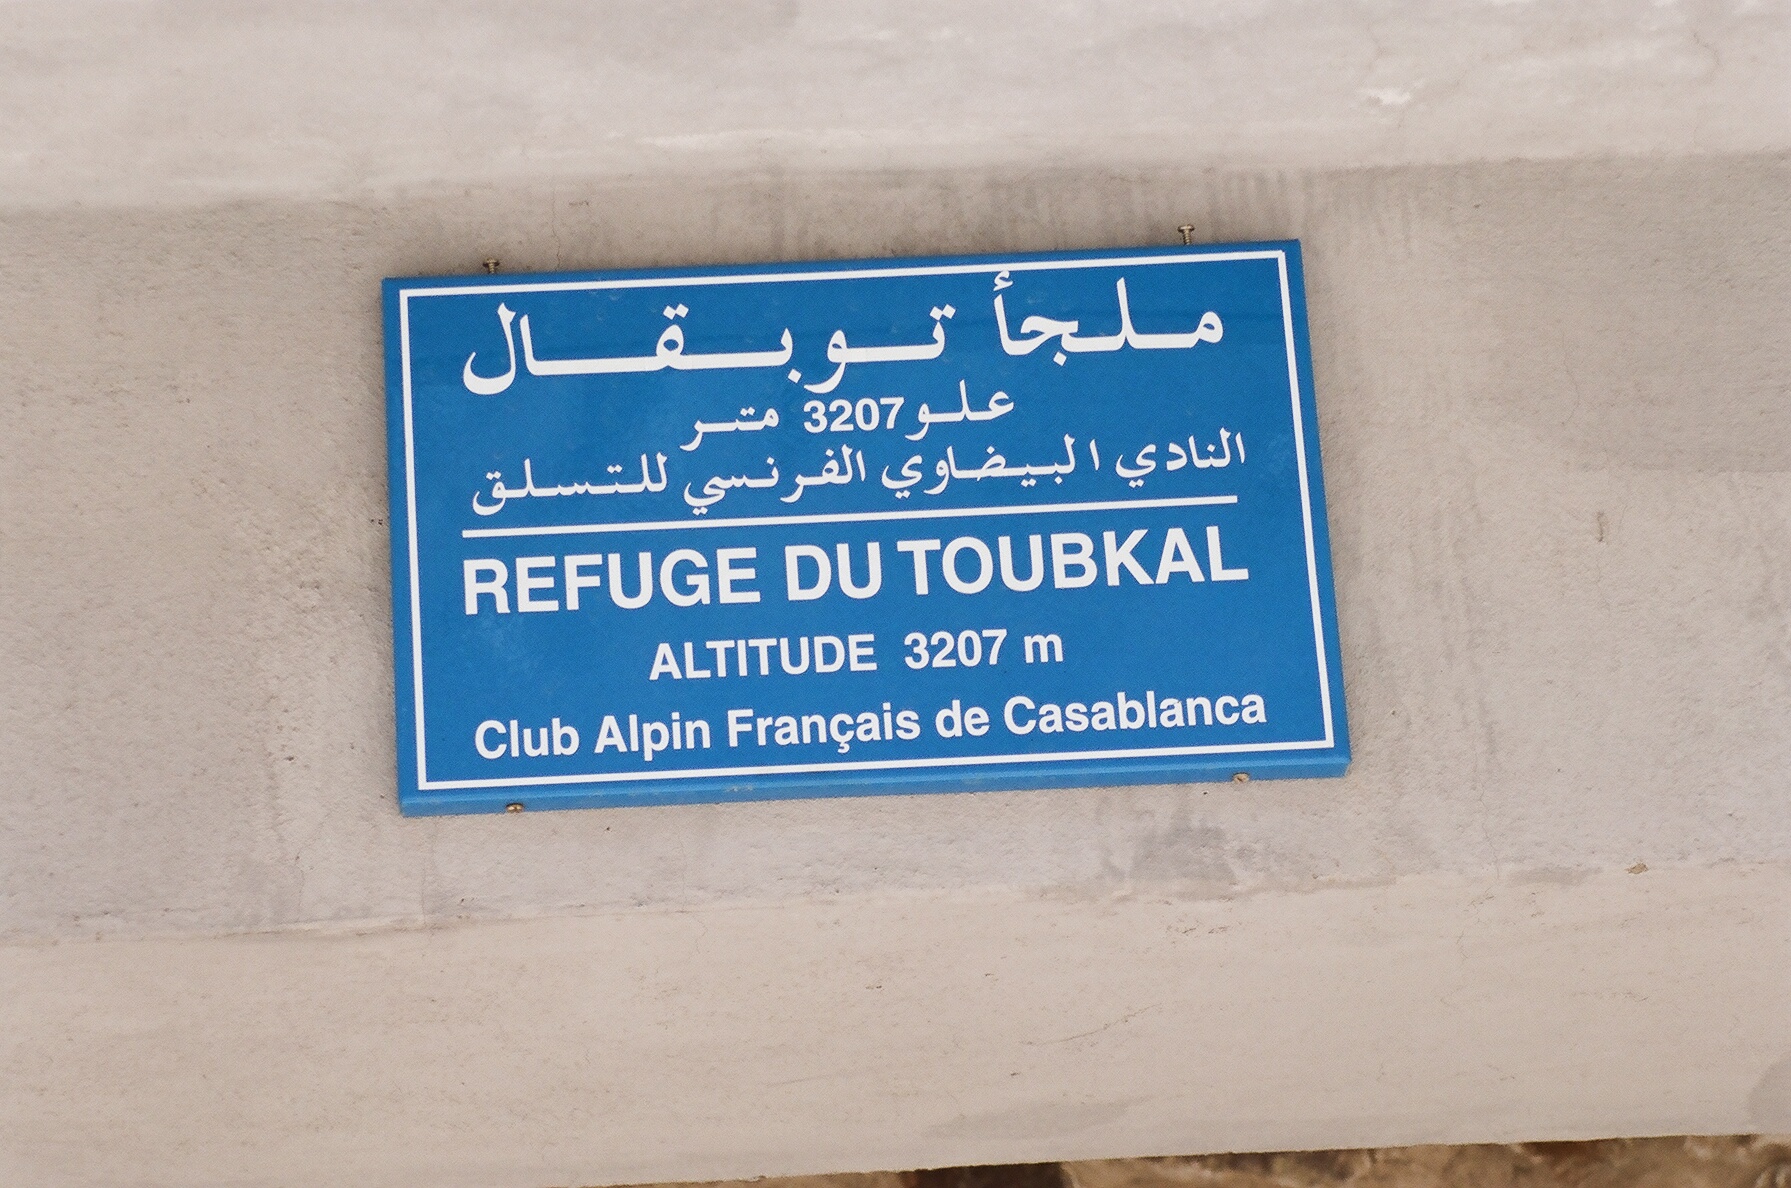 ملجأ توبقال
علو 3207 متر
النادي البيضاوي الفرنسي للتسلق
REFUGE DU TOUBKAL
ALTITUDE 3207 m
Club Alpin Français de Casablanca